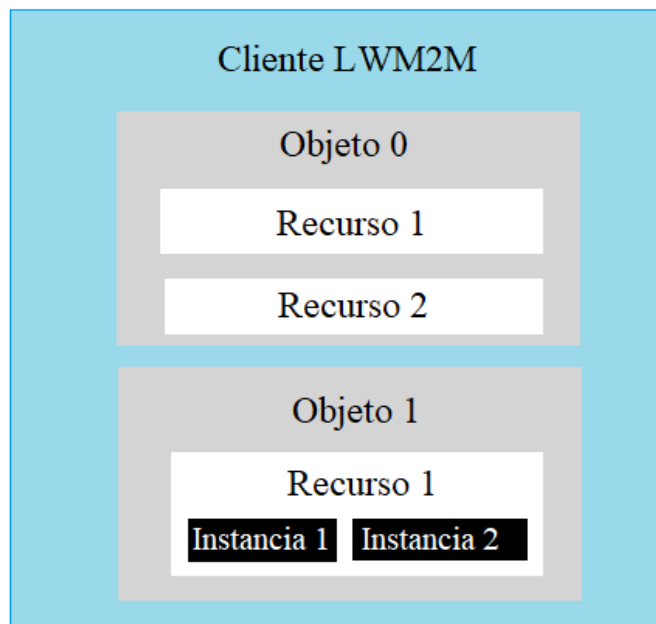 Cliente LWM2M
Objeto 0
Recurso 1
Recurso 2
Objeto 1
Recurso 1
Instancia 1 Instancia 2